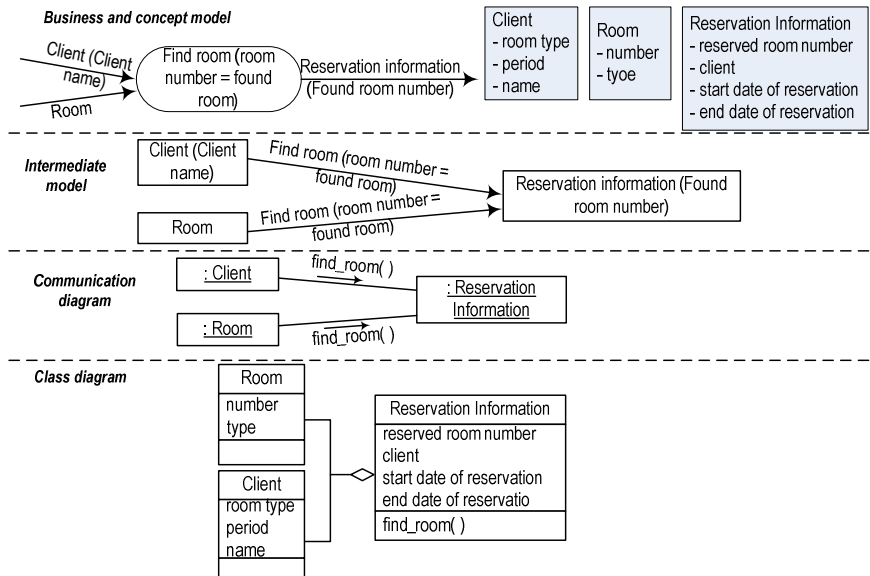 Business and concept model
Client (Client
name)
Room
Find room (room
number = found
room)
Reservation information
(Found room number)
Client
- room type
- period
- name
Room
- number
- tyoe
Reservation Information
- reserved room number
- client
- start date of reservation
- end date of reservation
Intermediate
model
Client (Client
name)
Room
Find room (room number =
found room)
Find room (room number =
found room)
Reservation information (Found
room number)
Communication
diagram
: Client
: Room
find_room( )
find_room( )
: Reservation
Information
Class diagram
Room
number
type
Client
room type
period
name
Reservation Information
reserved room number
client
start date of reservation
end date of reservatio
find_room( )